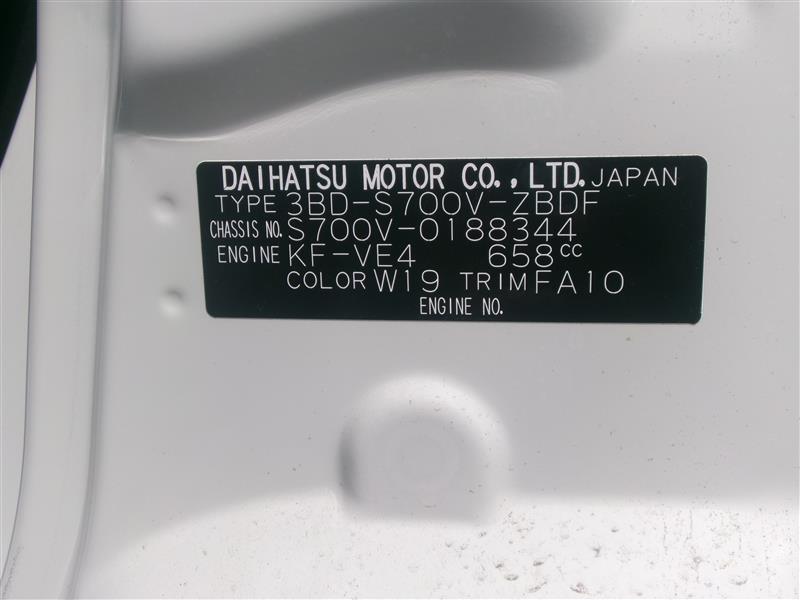 DAIHATSU MOTOR CO., LTD. JAPAN
TYPE 3BD-S700V-ZBDF
CHASSIS NO. S700V-0188344
ENGINE KF-VE4 658CC
COLOR W19 TRIM FA10
ENGINE NO.